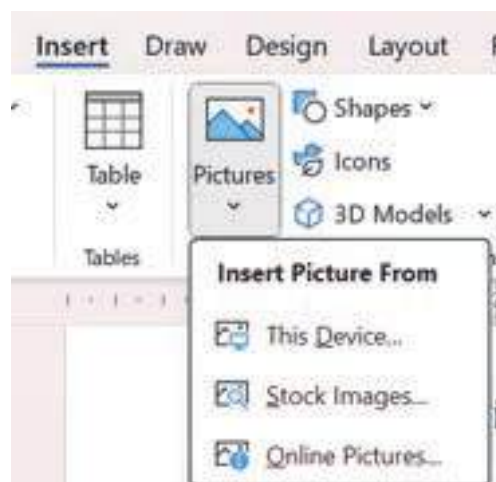 Insert Draw Design Layout
Table
Pictures
Shapes
Icons
3D Models
Tables
Insert Picture From
This Device...
Stock Images...
Online Pictures...